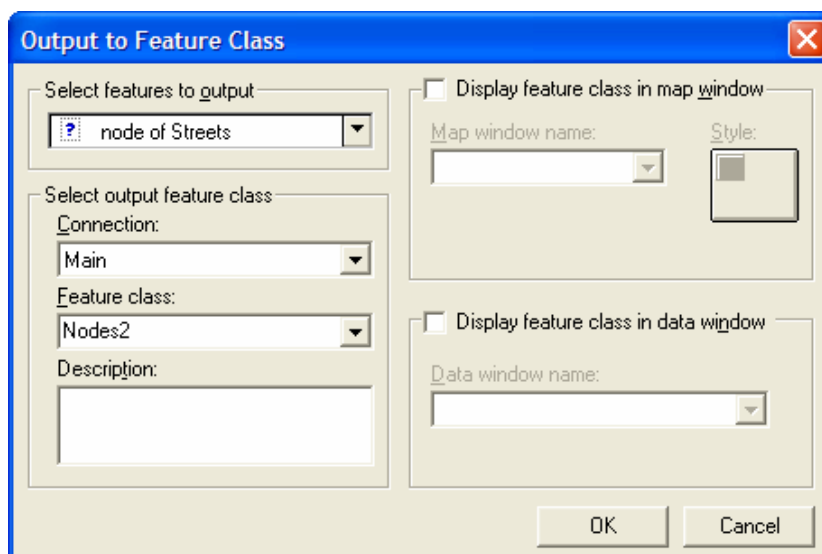 Output to Feature Class
Select features to output
? node of Streets
Select output feature class
Connection:
Main
Feature class:
Nodes2
Description:
Display feature class in map window
Map window name:
Style:
Display feature class in data window
Data window name:
OK
Cancel